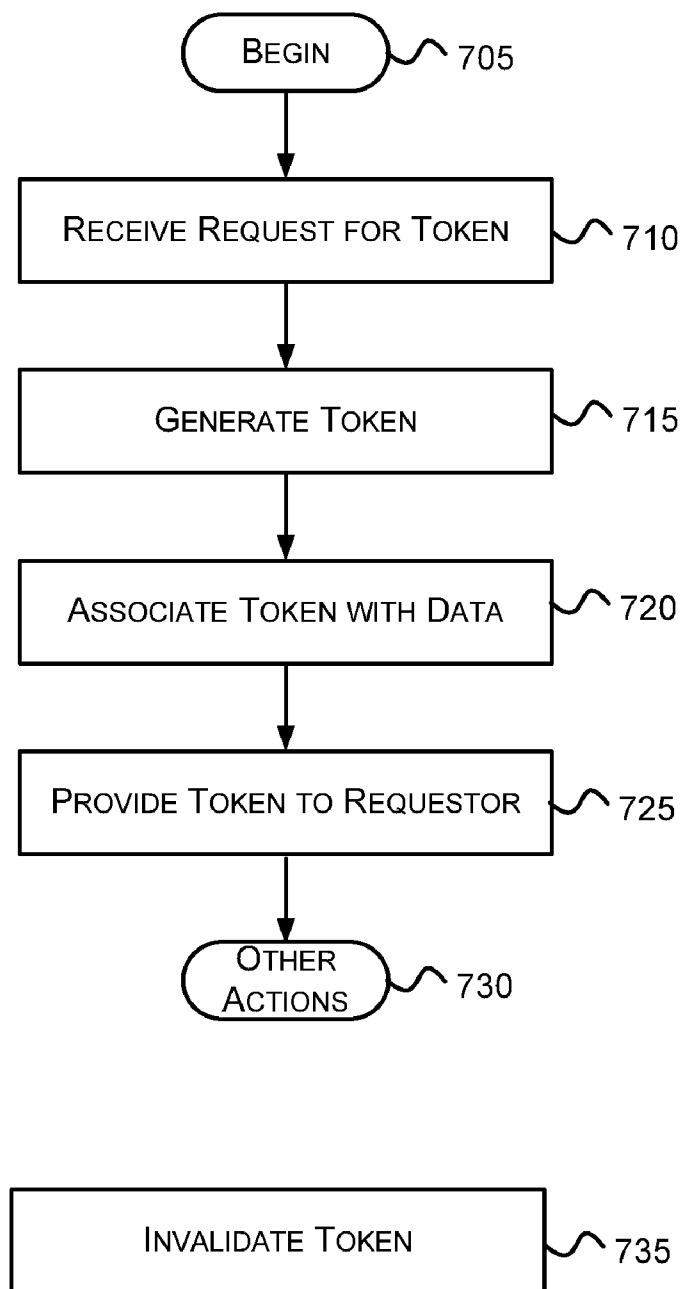 BEGIN
705
RECEIVE REQUEST FOR TOKEN
710
GENERATE TOKEN
715
ASSOCIATE TOKEN WITH DATA
720
PROVIDE TOKEN TO REQUESTOR
725
OTHER
ACTIONS
730
INVALIDATE TOKEN
735